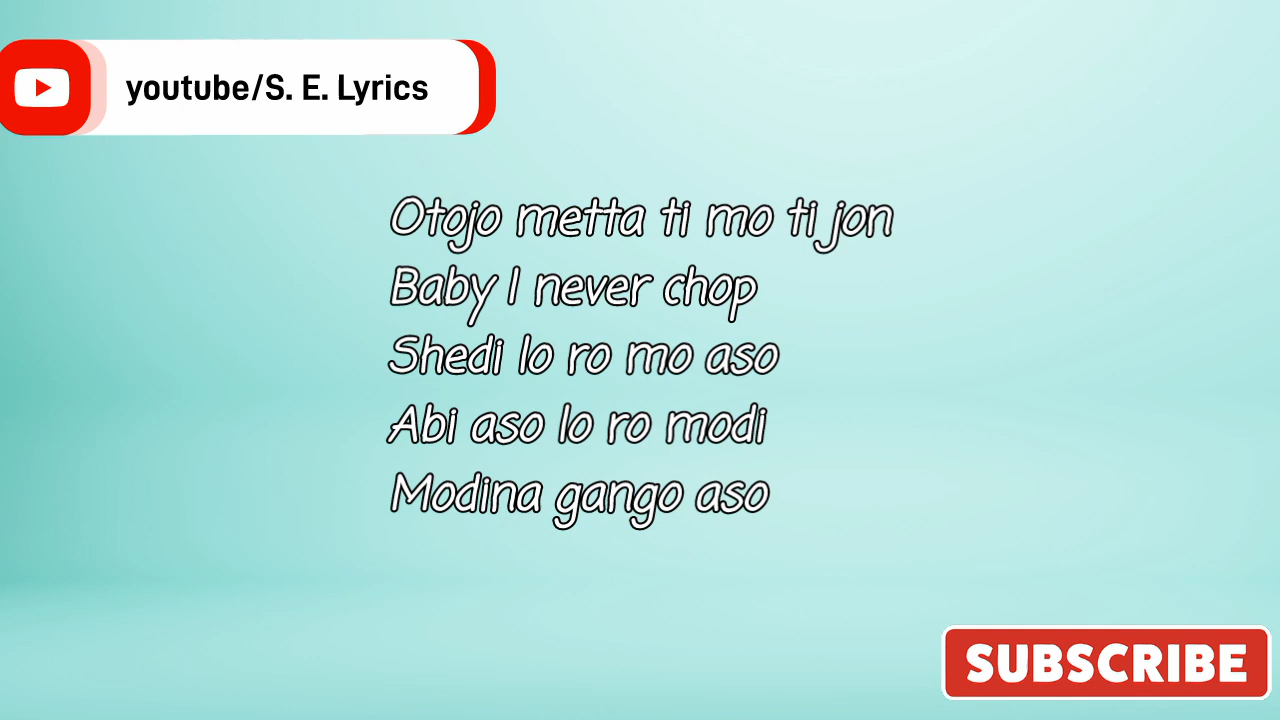 youtube/S. E. Lyrics
Otojo metta ti mo ti jon
Baby I never chop
Shedi lo ro mo aso
Abi aso lo ro modi
Modina gango aso
SUBSCRIBE